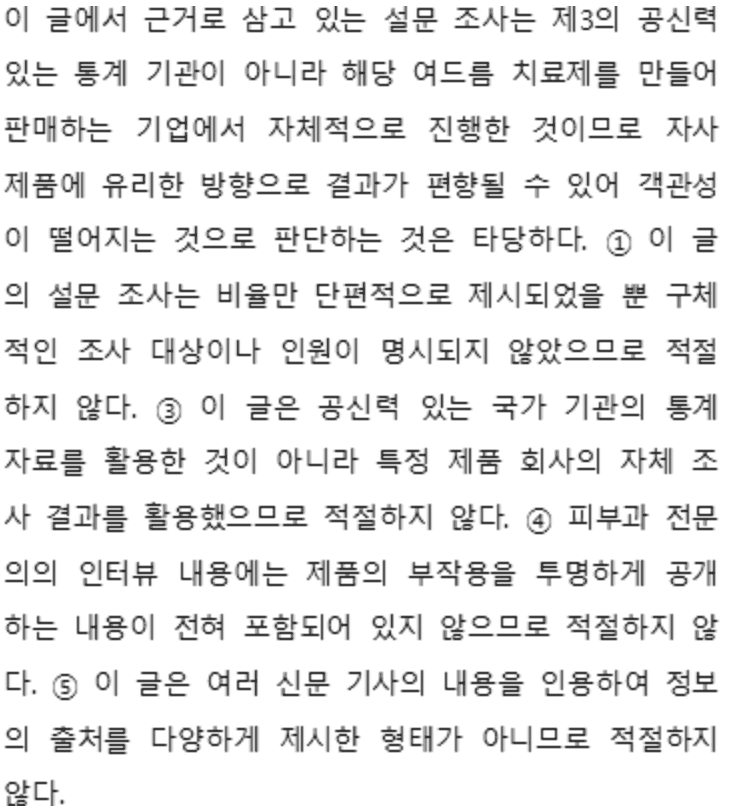 이 글에서 근거로 삼고 있는 설문 조사는 제3의 공신력
있는 통계 기관이 아니라 해당 여드름 치료제를 만들어
판매하는 기업에서 자체적으로 진행한 것이므로 자사
제품에 유리한 방향으로 결과가 편향될 수 있어 객관성
이 떨어지는 것으로 판단하는 것은 타당하다. ① 이 글
의 설문 조사는 비율만 단편적으로 제시되었을 뿐 구체
적인 조사 대상이나 인원이 명시되지 않았으므로 적절
하지 않다. ③ 이 글은 공신력 있는 국가 기관의 통계
자료를 활용한 것이 아니라 특정 제품 회사의 자체 조
사 결과를 활용했으므로 적절하지 않다. ④ 피부과 전문
의의 인터뷰 내용에는 제품의 부작용을 투명하게 공개
하는 내용이 전혀 포함되어 있지 않으므로 적절하지 않
다. ⑤ 이 글은 여러 신문 기사의 내용을 인용하여 정보
의 출처를 다양하게 제시한 형태가 아니므로 적절하지
않다.